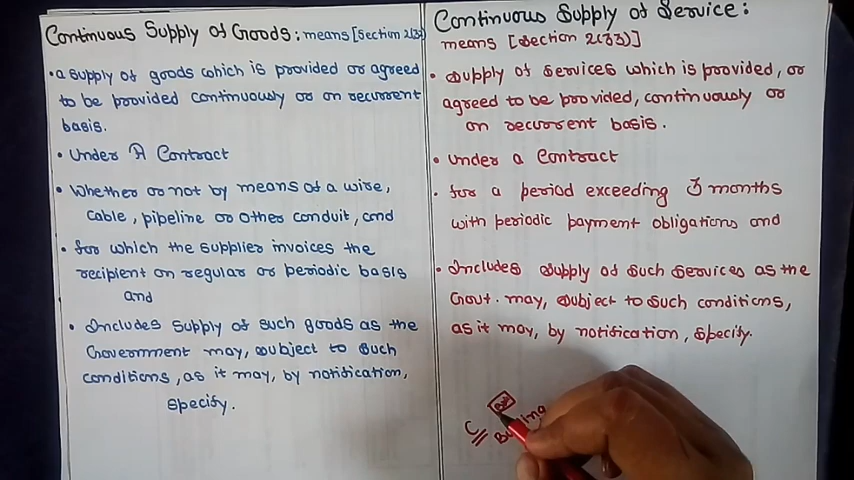 Continuous Supply of Goods: means [Section 2(32)
• a supply of goods which is provided or agreed
to be provided continuously or on recurrent
basis.
• Under A Contract
• Whether or not by means of a wire,
cable, pipeline or other conduit, and
• for which the supplier invoices the
recipient on regular or periodic basis
and
• Includes supply of such goods as the
Government may, subject to such
conditions, as it may, by notification,
specify.
Continuous Supply of Service:
means [Section 2(33)]
• Supply of services which is provided, or
agreed to be provided, continuously or
on recurrent basis.
• under a Contract
• for a period exceeding 3 months
with periodic payment obligations and
• Includes supply of such services as the
Govt. may, subject to such conditions,
as it may, by notification, specify.
C